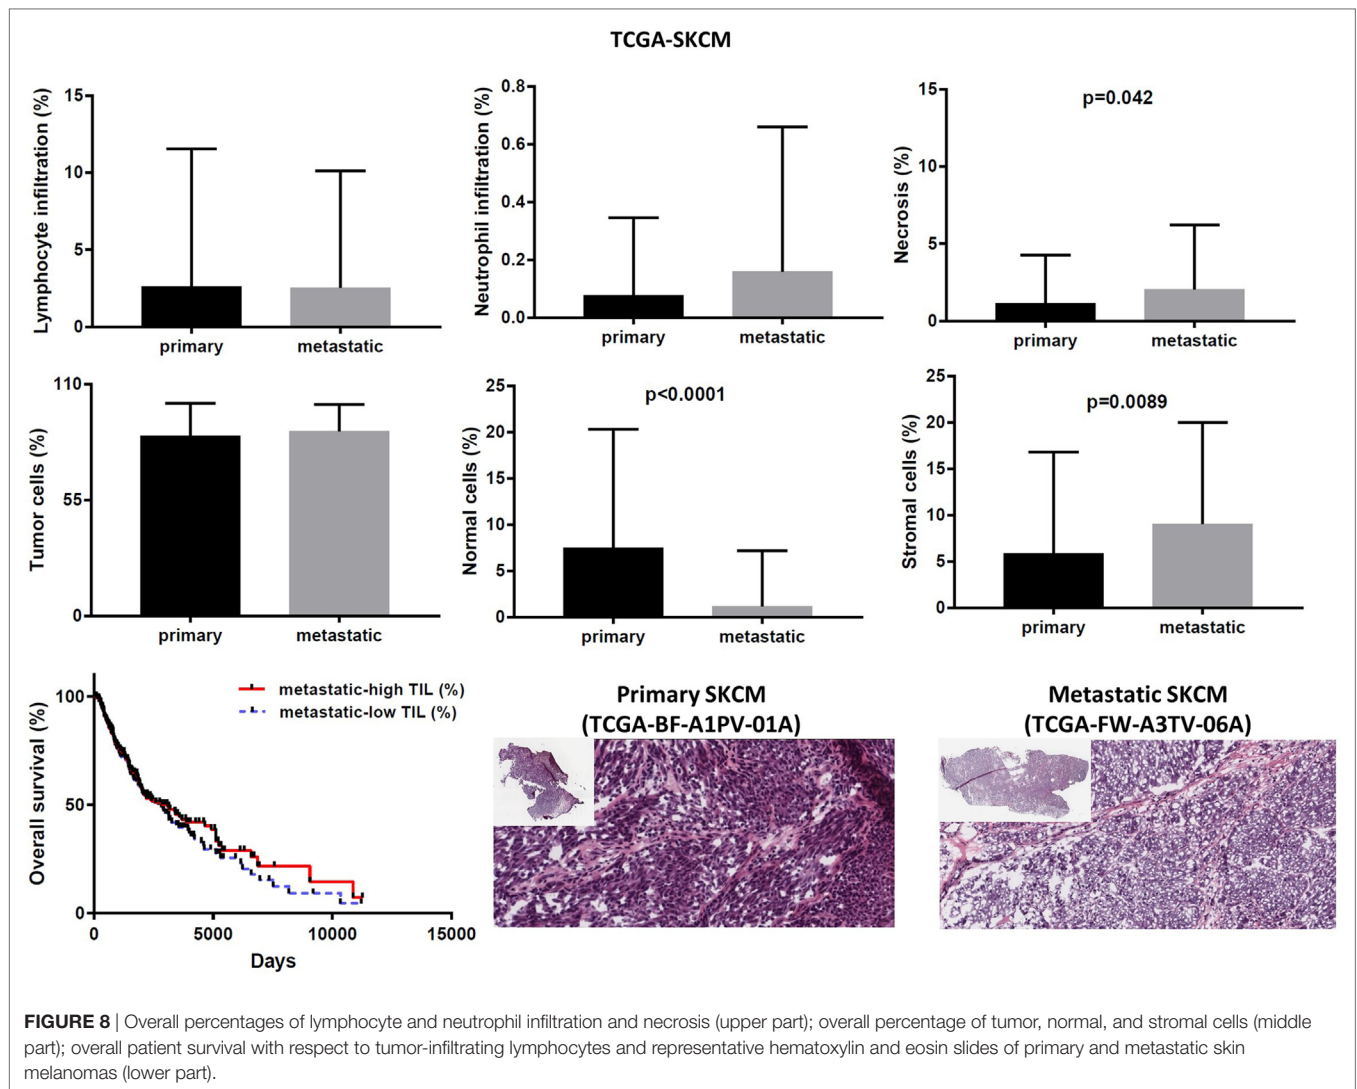 TCGA-SKCM
Lymphocyte infiltration (%)
15
10
5
0
primary
metastatic
Neutrophil infiltration (%)
0.8
0.6
0.4
0.2
0.0
primary
metastatic
Necrosis (%)
15
10
5
0
p=0.042
primary
metastatic
Tumor cells (%)
110
55
0
primary
metastatic
Normal cells (%)
25
20
15
10
5
0
p<0.0001
primary
metastatic
Stromal cells (%)
25
20
15
10
5
0
p=0.0089
primary
metastatic
Overall survival (%)
100
50
0
metastatic-high TIL (%)
metastatic-low TIL (%)
0
5000
10000
15000
Days
Primary SKCM
(TCGA-BF-A1PV-01A)
Metastatic SKCM
(TCGA-FW-A3TV-06A)
FIGURE 8 | Overall percentages of lymphocyte and neutrophil infiltration and necrosis (upper part); overall percentage of tumor, normal, and stromal cells (middle
part); overall patient survival with respect to tumor-infiltrating lymphocytes and representative hematoxylin and eosin slides of primary and metastatic skin
melanomas (lower part).